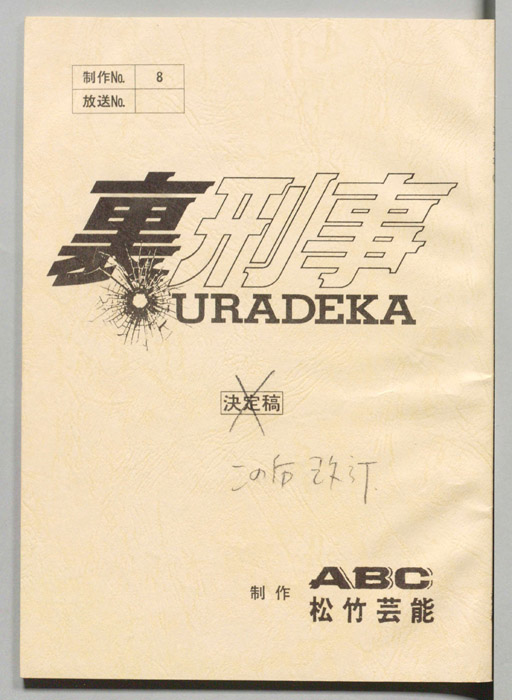 制作No. 8
放送No.
裏刑事
URADEKA
決定稿
この后改訂
制作 ABC
松竹芸能